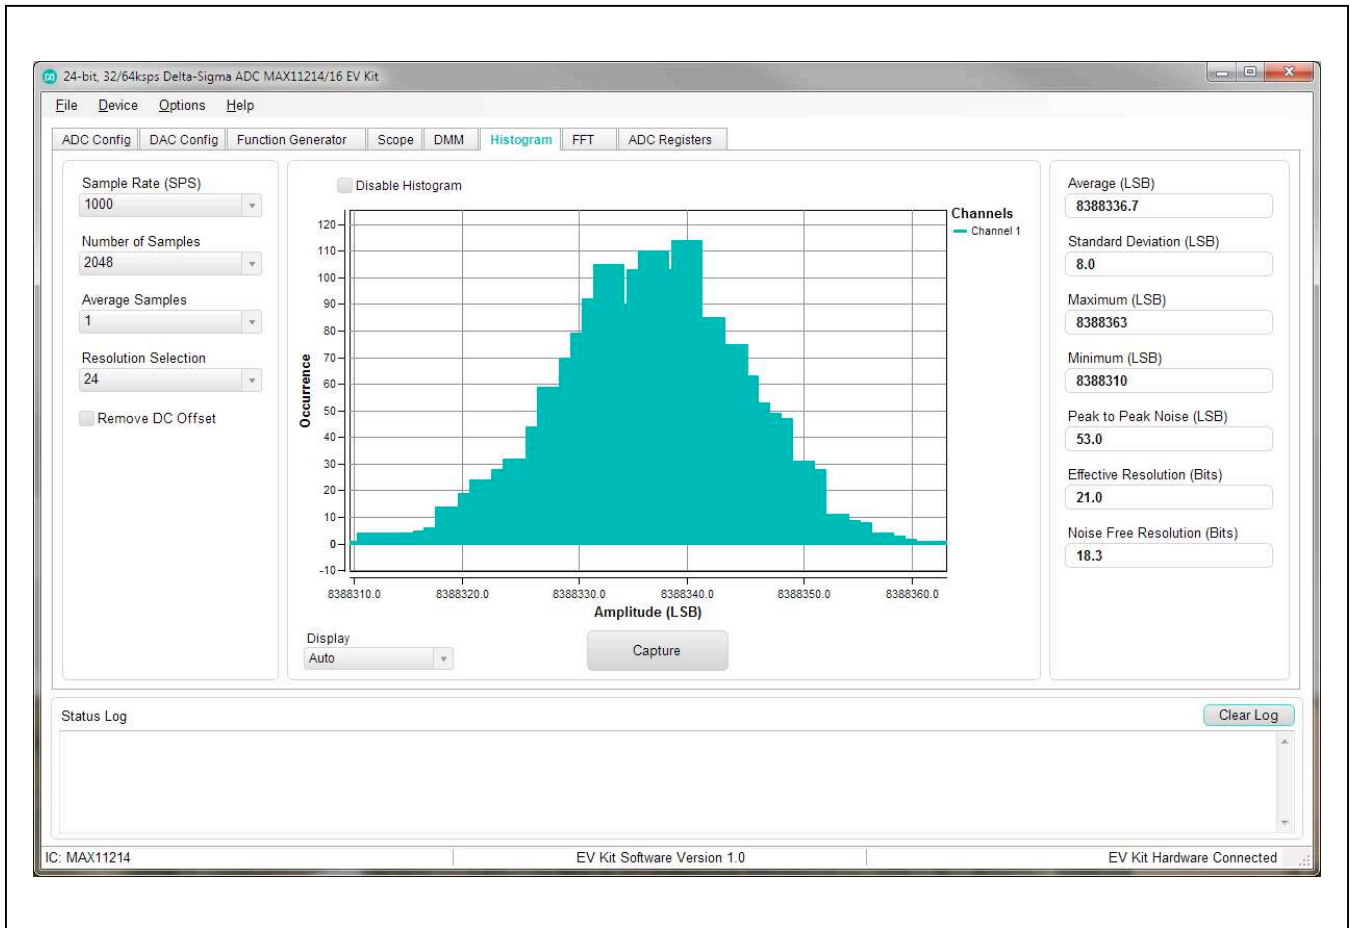 24-bit, 32/64ksps Delta-Sigma ADC MAX11214/16 EV Kit
File Device Options Help
ADC Config DAC Config Function Generator Scope DMM Histogram FFT ADC Registers
Sample Rate (SPS)
1000
Number of Samples
2048
Average Samples
1
Resolution Selection
24
Remove DC Offset
Disable Histogram
Channels
Channel 1
120
110
100
90
80
70
60
50
40
30
20
10
0
-10
Occurrence
8388310.0 8388320.0 8388330.0 8388340.0 8388350.0 8388360.0
Amplitude (LSB)
Display
Auto
Capture
Average (LSB)
8388336.7
Standard Deviation (LSB)
8.0
Maximum (LSB)
8388363
Minimum (LSB)
8388310
Peak to Peak Noise (LSB)
53.0
Effective Resolution (Bits)
21.0
Noise Free Resolution (Bits)
18.3
Status Log
Clear Log
IC: MAX11214 EV Kit Software Version 1.0 EV Kit Hardware Connected